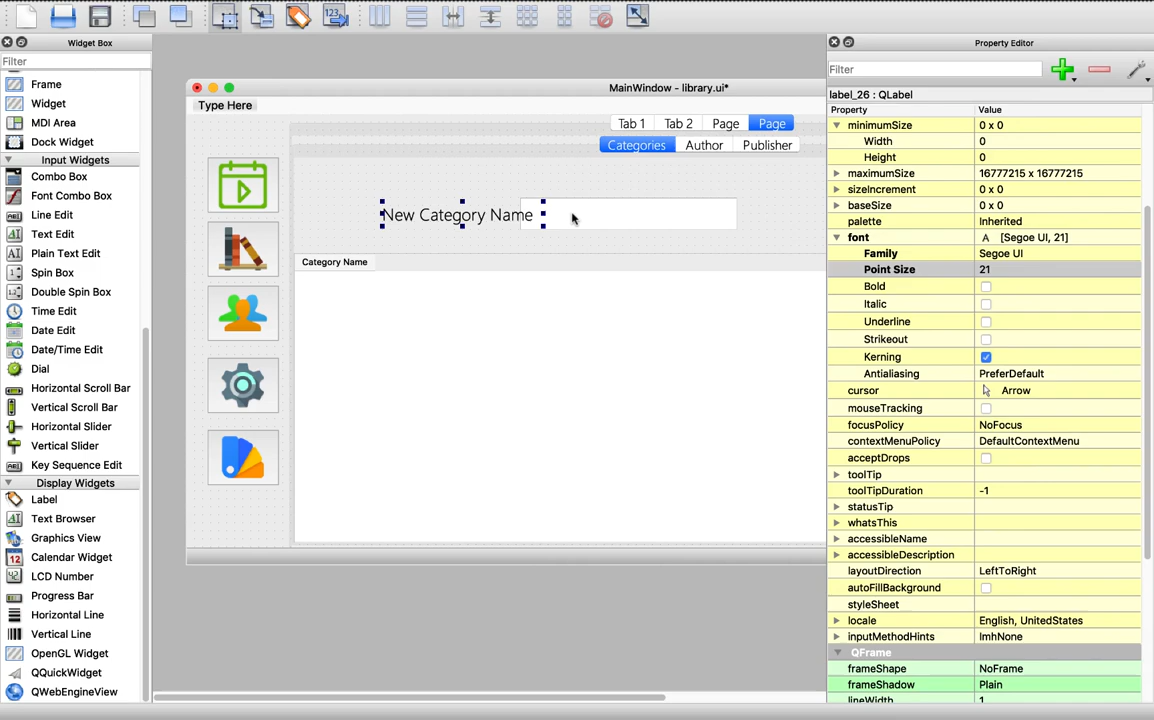 123
Widget Box
Property Editor
Filter
Filter
MainWindow - library.ui*
label_26 : QLabel
Type Here
Property Value
Tab 1 Tab 2 Page Page
Categories Author Publisher
New Category Name
Category Name
Frame
Widget
MDI Area
Dock Widget
Input Widgets
Combo Box
Font Combo Box
Line Edit
Text Edit
Plain Text Edit
Spin Box
Double Spin Box
Time Edit
Date Edit
Date/Time Edit
Dial
Horizontal Scroll Bar
Vertical Scroll Bar
Horizontal Slider
Vertical Slider
Key Sequence Edit
Display Widgets
Label
Text Browser
Graphics View
Calendar Widget
LCD Number
Progress Bar
Horizontal Line
Vertical Line
OpenGL Widget
QQuickWidget
QWebEngineView
minimumSize 0 x 0
Width 0
Height 0
maximumSize 16777215 x 16777215
sizeIncrement 0 x 0
baseSize 0 x 0
palette Inherited
font A [Segoe UI, 21]
Family Segoe UI
Point Size 21
Bold
Italic
Underline
Strikeout
Kerning
Antialiasing PreferDefault
cursor Arrow
mouseTracking
focusPolicy NoFocus
contextMenuPolicy DefaultContextMenu
acceptDrops
toolTip
toolTipDuration -1
statusTip
whatsThis
accessibleName
accessibleDescription
layoutDirection LeftToRight
autoFillBackground
styleSheet
locale English, UnitedStates
inputMethodHints ImhNone
QFrame
frameShape NoFrame
frameShadow Plain
lineWidth 1